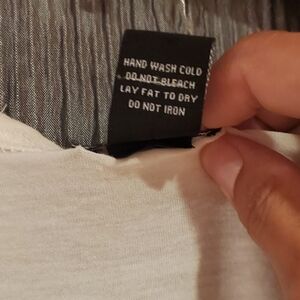 HAND WASH COLD
DO NOT BLEACH
LAY FAT TO DRY
DO NOT IRON